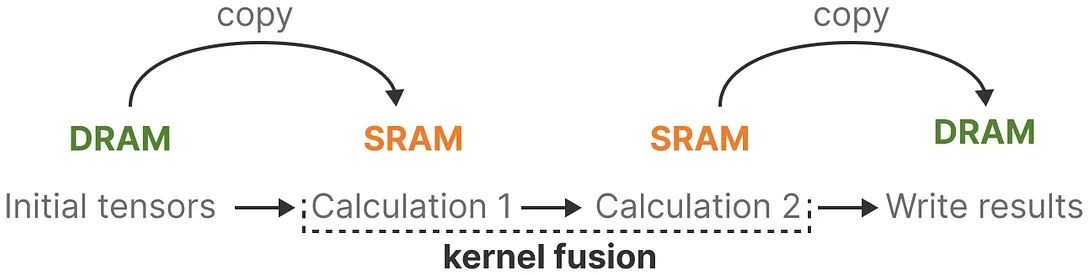 copy copy
DRAM SRAM SRAM DRAM
Initial tensors Calculation 1 Calculation 2 Write results
kernel fusion